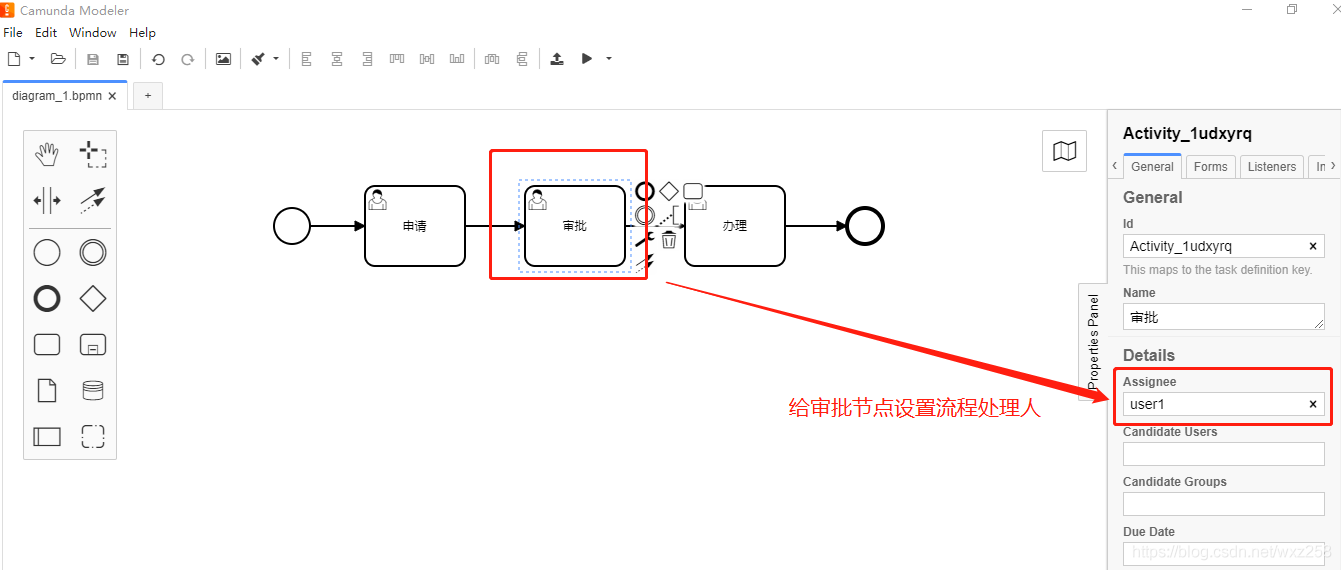 Camunda Modeler
File Edit Window Help
diagram_1.bpmn × +
申请
审批
办理
给审批节点设置流程处理人
Properties Panel
Activity_1udxyrq
General Forms Listeners In
General
Id
Activity_1udxyrq ×
This maps to the task definition key.
Name
审批
Details
Assignee
user1 ×
Candidate Users
Candidate Groups
Due Date
https://blog.csdn.net/wxz258